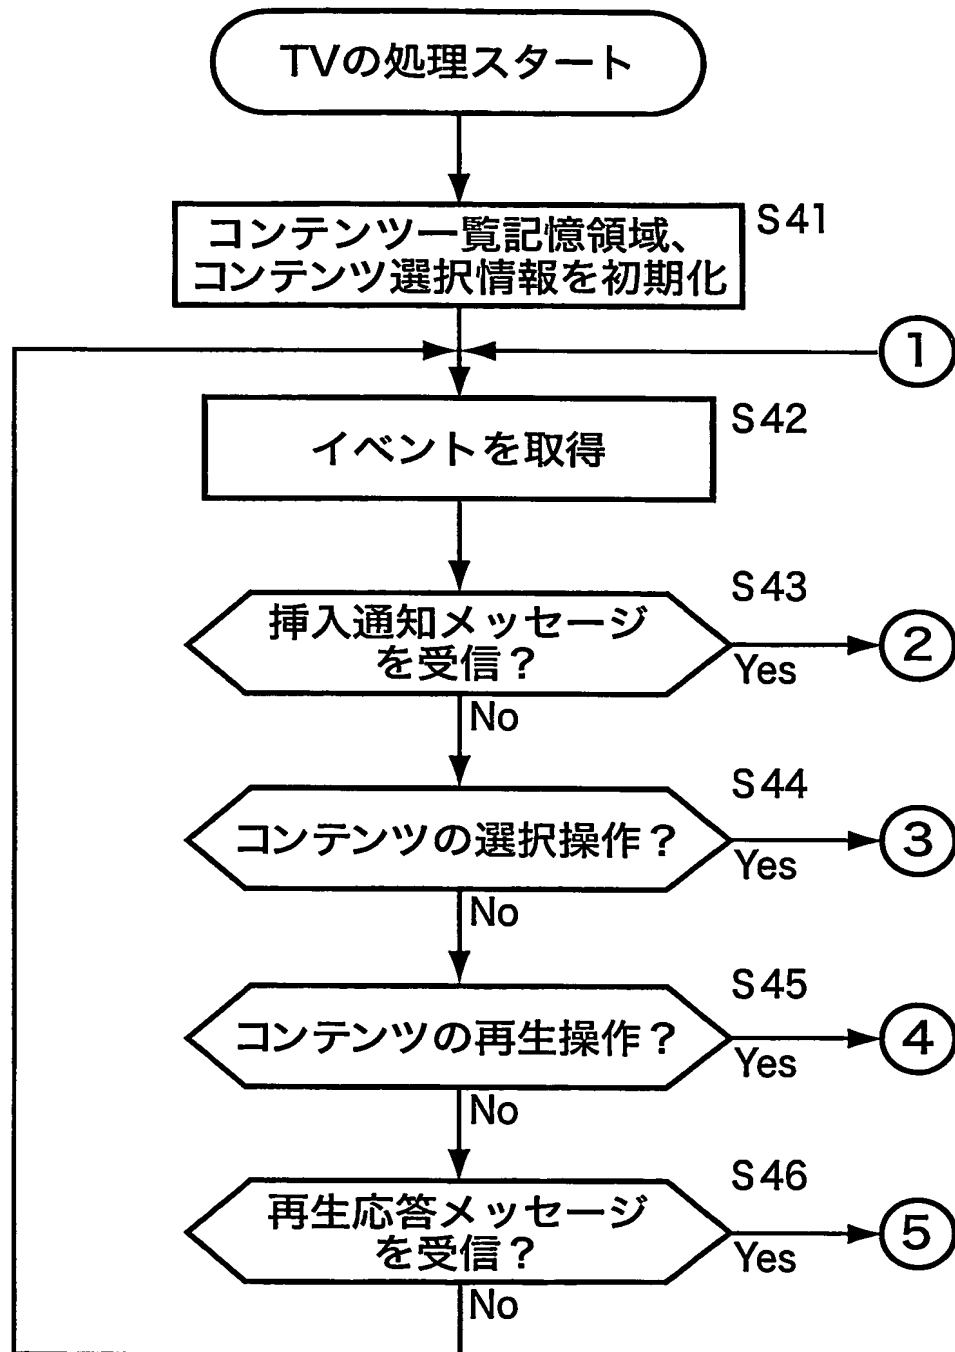 TVの処理スタート
S41
コンテンツ一覧記憶領域、
コンテンツ選択情報を初期化
1
S42
イベントを取得
S43
挿入通知メッセージ
を受信？
Yes
2
No
S44
コンテンツの選択操作？
Yes
3
No
S45
コンテンツの再生操作？
Yes
4
No
S46
再生応答メッセージ
を受信？
Yes
5
No